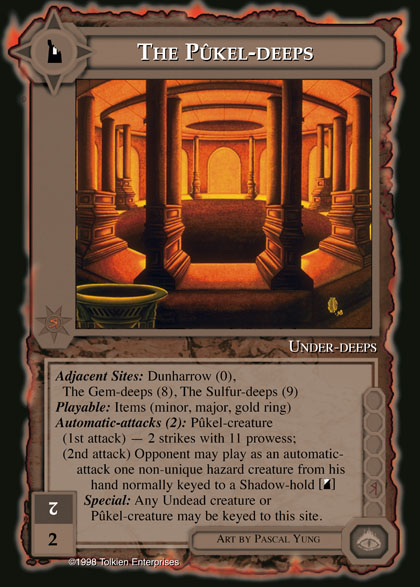 The Pûkel-deeps
Under-deeps
Adjacent Sites: Dunharrow (0),
The Gem-deeps (8), The Sulfur-deeps (9)
Playable: Items (minor, major, gold ring)
Automatic-attacks (2): Pûkel-creature
(1st attack) — 2 strikes with 11 prowess;
(2nd attack) Opponent may play as an automatic-
attack one non-unique hazard creature from his
hand normally keyed to a Shadow-hold [ ]
Special: Any Undead creature or
Pûkel-creature may be keyed to this site.
2
2
Art by Pascal Yung
©1998 Tolkien Enterprises